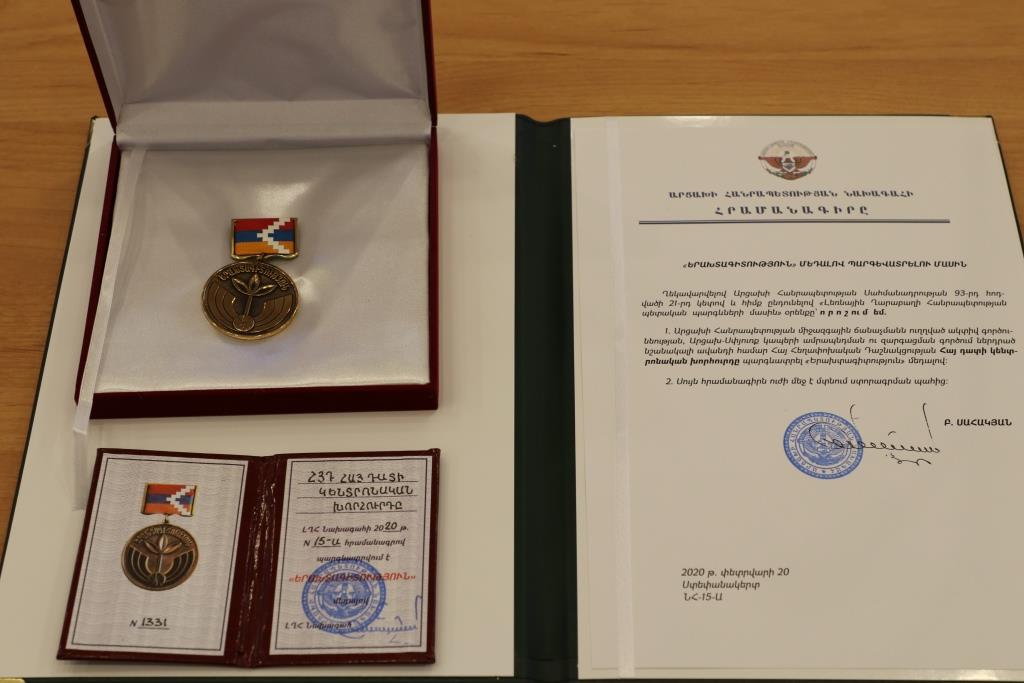 ԵՐԱԽՏԱԳԻՏՈՒԹՅՈՒՆ
N 1331
ՀՅԴ ՀԱՅ ԴԱՏԻ
ԿԵՆՏՐՈՆԱԿԱՆ
ԽՈՐՀՈՒՐԴԸ
ԼՂՀ Նախագահի 2020 թ.
N 15-Ա հրամանագրով
պարգևատրվում է
«ԵՐԱԽՏԱԳԻՏՈՒԹՅՈՒՆ»
մեդալով
ԼՂՀ Նախագահ
ԱՐՑԱԽԻ ՀԱՆՐԱՊԵՏՈՒԹՅԱՆ ՆԱԽԱԳԱՀԻ
ՀՐԱՄԱՆԱԳԻՐԸ
«ԵՐԱԽՏԱԳԻՏՈՒԹՅՈՒՆ» ՄԵԴԱԼՈՎ ՊԱՐԳԵՎԱՏՐԵԼՈՒ ՄԱՍԻՆ
Ղեկավարվելով Արցախի Հանրապետության Սահմանադրության 93-րդ հոդ-
վածի 21-րդ կետով և հիմք ընդունելով «Լեռնային Ղարաբաղի Հանրապետության
պետական պարգևների մասին» օրենքը՝ որոշում եմ.
1. Արցախի Հանրապետության միջազգային ճանաչմանն ուղղված ակտիվ գործու-
նեության, Արցախ-Սփյուռք կապերի ամրապնդման ու զարգացման գործում ներդրած
նշանակալի ավանդի համար Հայ Հեղափոխական Դաշնակցության Հայ դատի կենտ-
րոնական խորհուրդը պարգևատրել «Երախտագիտություն» մեդալով:
2. Սույն հրամանագիրն ուժի մեջ է մտնում ստորագրման պահից:
Բ. ՍԱՀԱԿՅԱՆ
2020 թ. փետրվարի 20
Ստեփանակերտ
ՆՀ-15-Ա